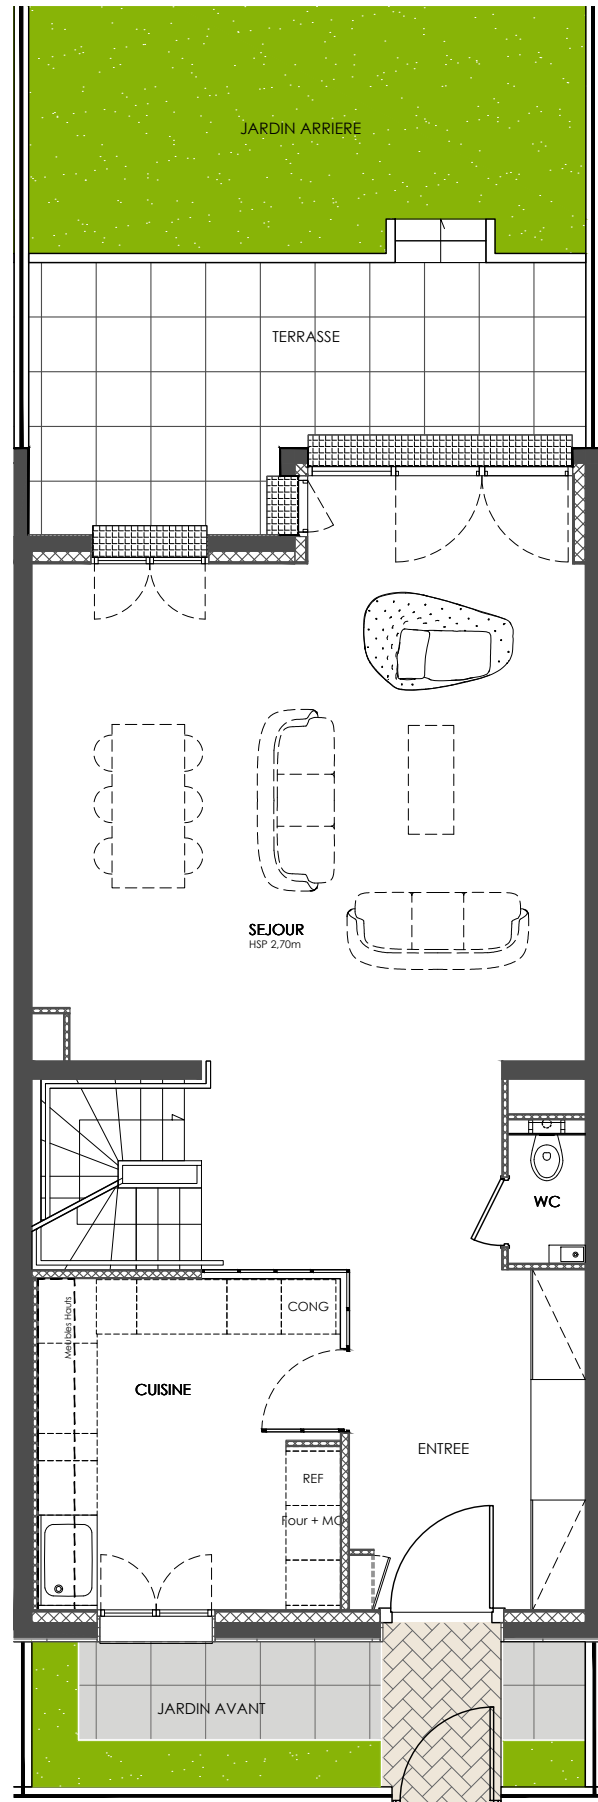 JARDIN ARRIERE
TERRASSE
SEJOUR
HSP 2,70m
WC
CONG
Meubles Hauts
CUISINE
ENTREE
REF
Four + MO
JARDIN AVANT